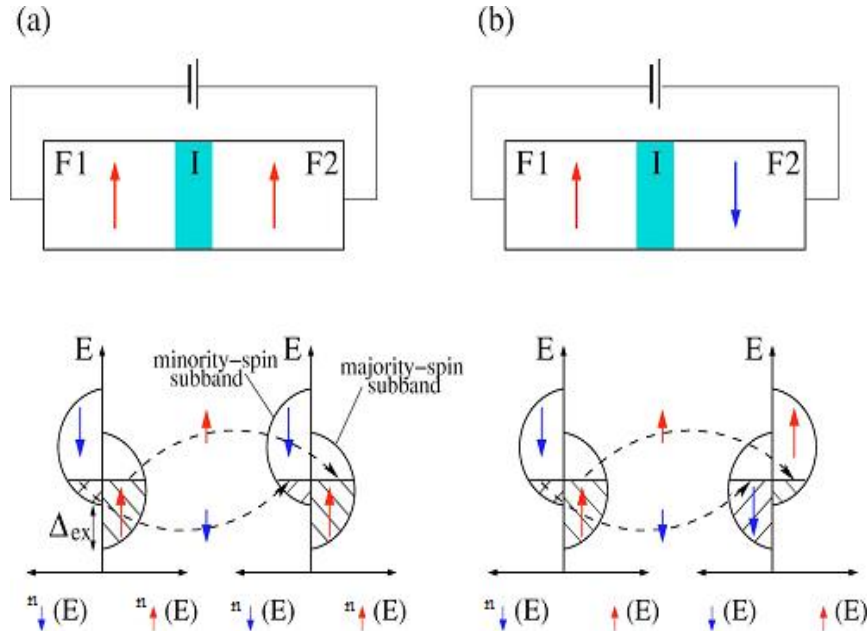 (a) (b)
F1 I F2 F1 I F2
E minority-spin subband E majority-spin subband E E
Δex
n↓(E) n↑(E) n↓(E) n↑(E) n↓(E) ↑(E) ↓(E) ↑(E)